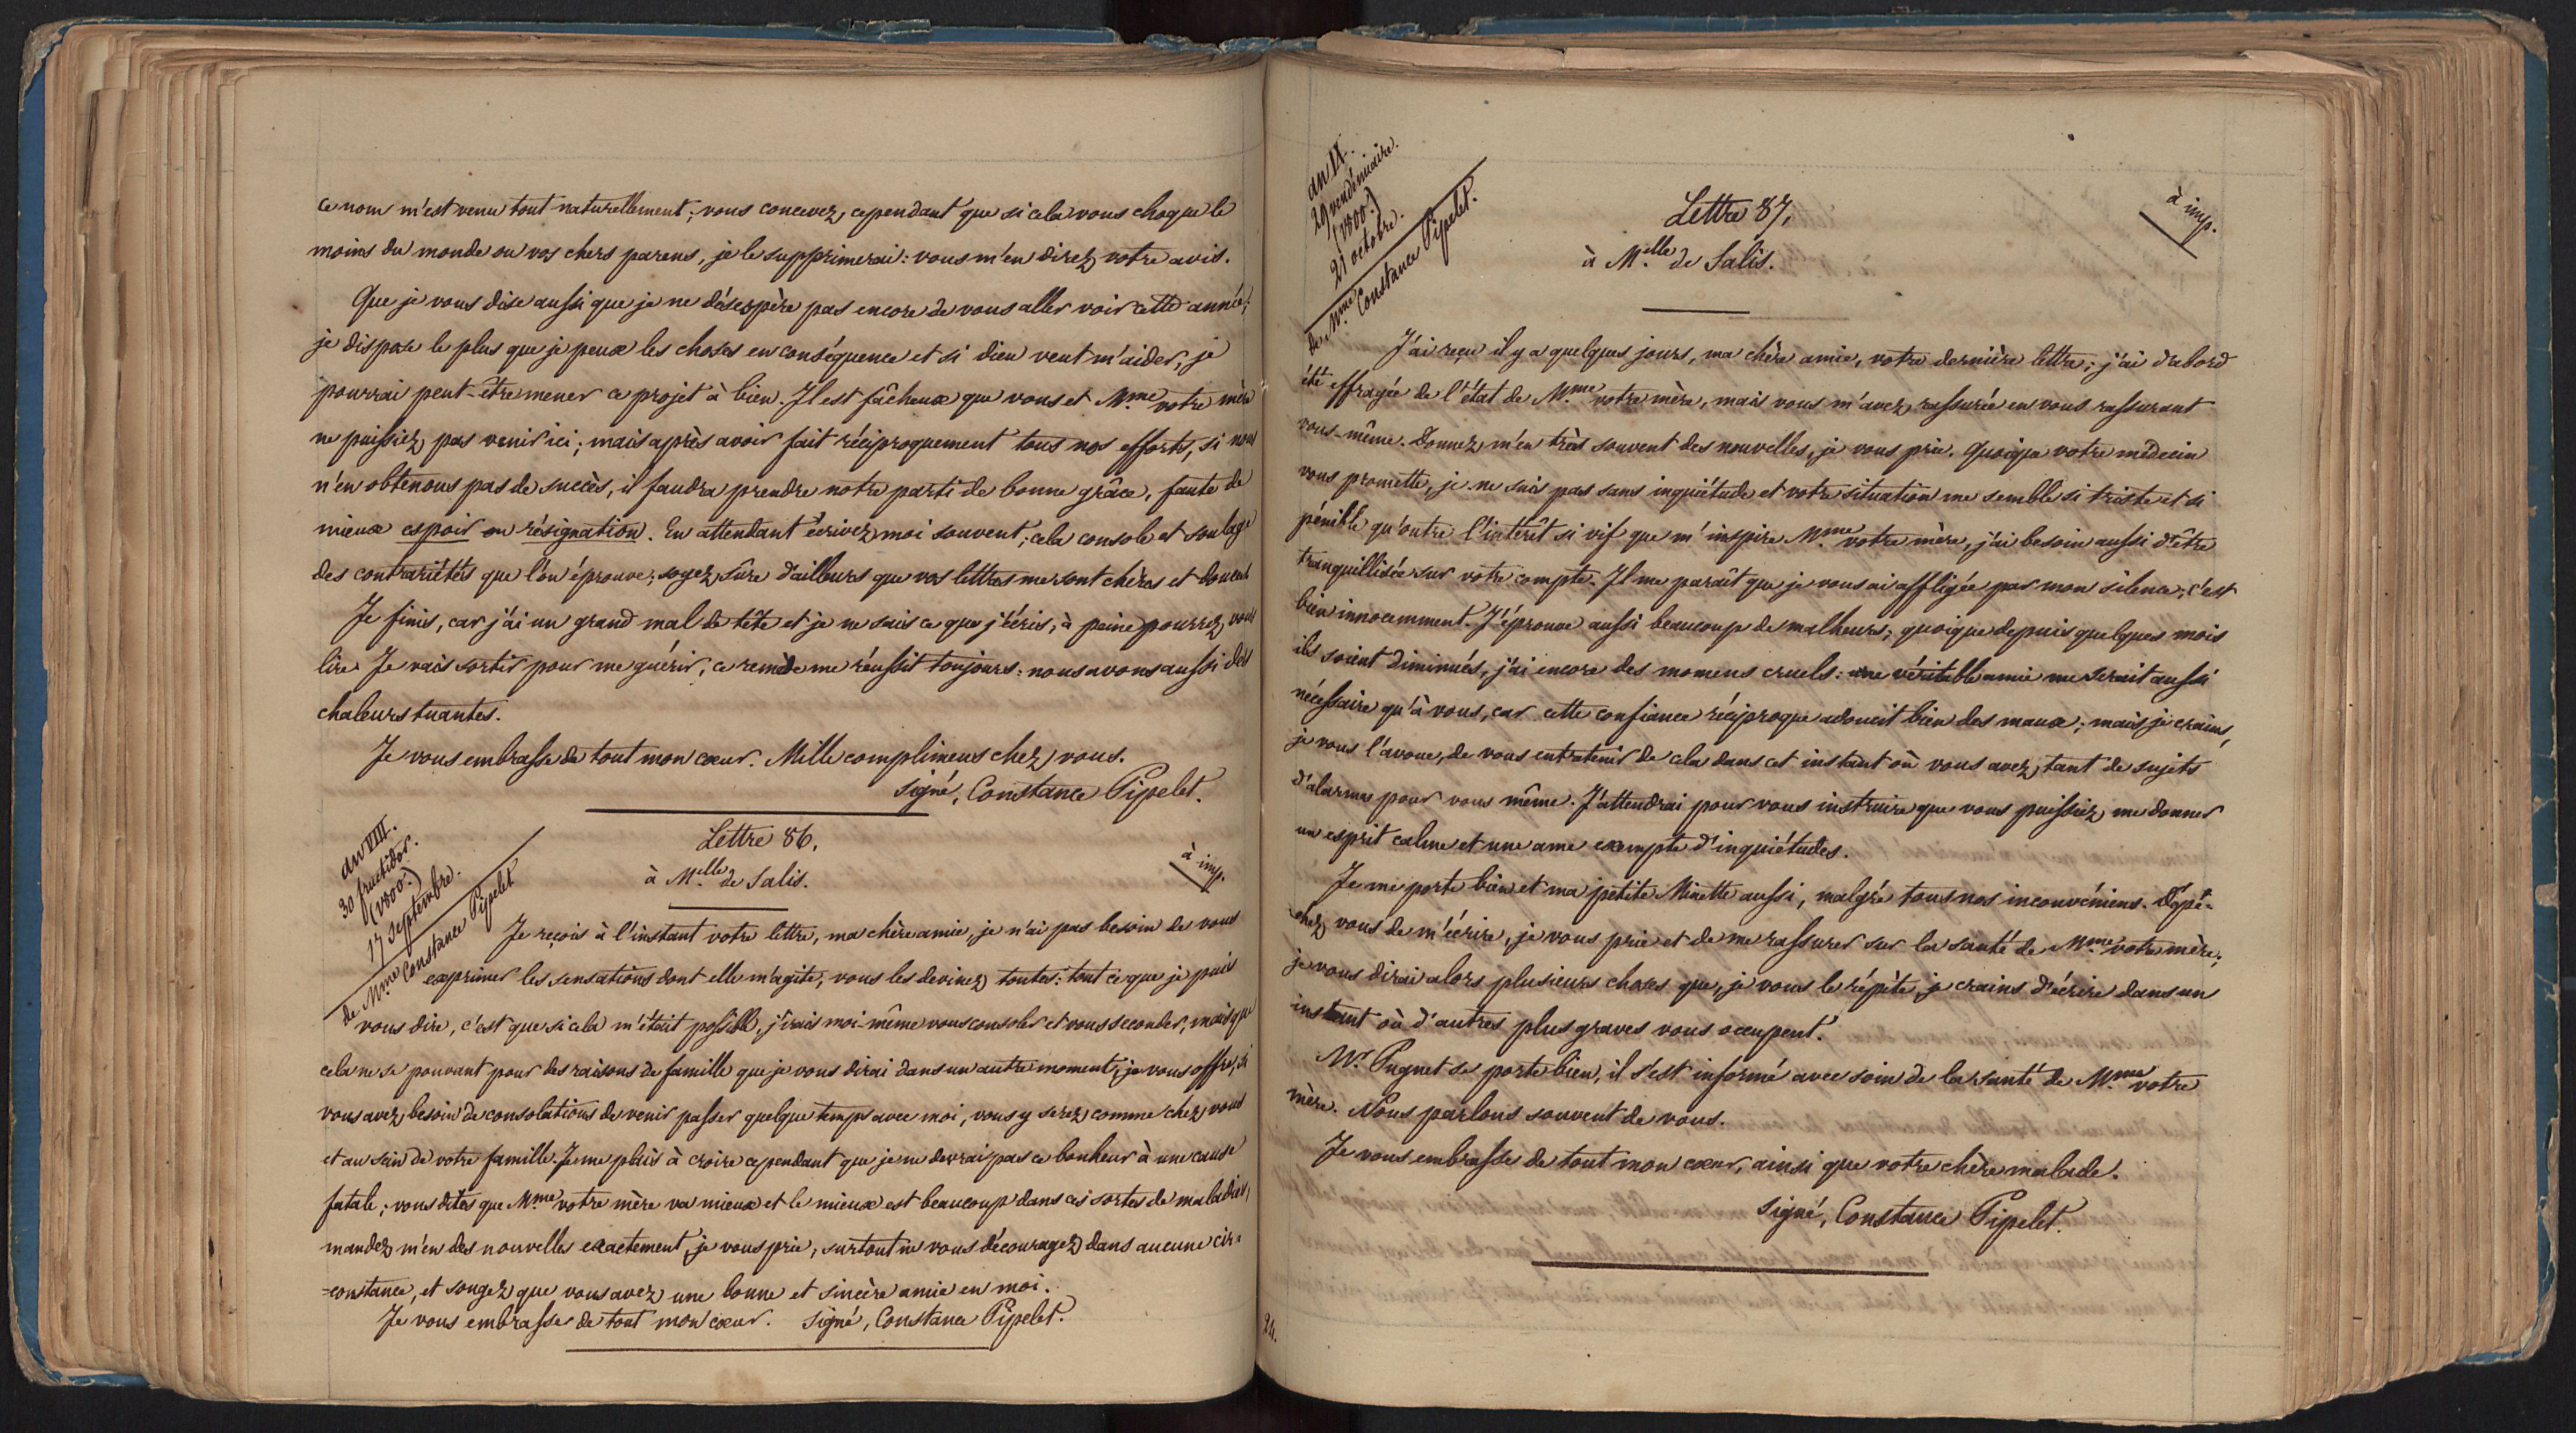 ce nom m'est venu tout naturellement; vous concevez, cependant que si cela vous choque le
moins du monde ou vos chers parens, je le supprimerai: vous m'en direz votre avis.
Que je vous dise aussi que je ne désespère pas encore de vous aller voir cette année;
je dispose le plus que je peux les choses en conséquence et si dieu veut m'aider, je
pourrai peut-être mener ce projet à bien. Il est fâcheux que vous et Mme votre mère
ne puissiez pas venir ici; mais après avoir fait réciproquement tous nos efforts, si nous
n'en obtenons pas de succès, il faudra prendre notre parti de bonne grâce, faute de
mieux espoir ou résignation. En attendant écrivez moi souvent; cela console et soulage
des contrariétés que l'on éprouve; soyez sûre d'ailleurs que vos lettres me sont chères et douces
Je finis, car j'ai un grand mal de tête et je ne sais ce que j'écris, à peine pourrez vous
lire. Je vais sortir pour me guérir, ce remède me réussit toujours: nous avons aussi des
chaleurs tuantes.
Je vous embrasse de tout mon cœur. Mille complimens chez vous.
signé, Constance Pipelet.
an VIII.
30 fructidor.
(1800.)
17 septembre.
de Mme Constance Pipelet
Lettre 86.
à Melle de Salis.
à imp.
Je reçois à l'instant votre lettre, ma chère amie, je n'ai pas besoin de vous
exprimer les sensations dont elle m'agite, vous les devinez toutes: tout ce que je puis
vous dire, c'est que si cela m'était possible, j'irais moi-même vous consoler et vous seconder, mais que
cela ne se pouvant pour des raisons de famille que je vous dirai dans un autre moment, je vous offre, si
vous avez besoin de consolations de venir passer quelque temps avec moi, vous y serez comme chez vous
et au sein de votre famille. Je me plais à croire cependant que je ne devrai pas ce bonheur à une cause
fatale; vous dites que Mme votre mère va mieux et le mieux est beaucoup dans ces sortes de maladies,
mandez m'en des nouvelles exactement, je vous prie, surtout ne vous découragez dans aucune cir=
=constance, et songez que vous avez une bonne et sincère amie en moi.
Je vous embrasse de tout mon cœur. signé, Constance Pipelet.
an IX.
29 vendémiaire.
(1800.)
21 octobre.
de Mme Constance Pipelet.
Lettre 87,
à Melle de Salis.
à imp.
J'ai reçu il y a quelques jours, ma chère amie, votre dernière lettre; j'ai d'abord
été effrayée de l'état de Mme votre mère, mais vous m'avez rassurée en vous rassurant
vous-même. Donnez m'en très souvent des nouvelles, je vous prie. Quoique votre médecin
vous promette, je ne suis pas sans inquiétude et votre situation me semble si triste et si
pénible qu'outre l'intérêt si vif que m'inspire Mme votre mère, j'ai besoin aussi d'être
tranquillisée sur votre compte. Il me paraît que je vous ai affligée par mon silence, c'est
bien innocemment. J'éprouve aussi beaucoup de malheurs; quoique depuis quelques mois
ils soient diminués, j'ai encore des momens cruels: une véritable amie me serait aussi
nécessaire qu'à vous, car cette confiance réciproque adoucit bien des maux; mais je crains,
je vous l'avoue, de vous entretenir de cela dans cet instant où vous avez tant de sujets
d'alarmes pour vous même. J'attendrai pour vous instruire que vous puissiez me donner
un esprit calme et une ame exempte d'inquiétudes.
Je me porte bien et ma petite Minette aussi, malgré tous nos inconvéniens. Dépê-
chez vous de m'écrire, je vous prie et de me rassurer sur la santé de Mme votre mère;
je vous dirai alors plusieurs choses que, je vous le répète, je crains d'écrire dans un
instant où d'autres plus graves vous occupent.
Mr Pugnet se porte bien, il s'est informé avec soin de la santé de Mme votre
mère. Nous parlons souvent de vous.
Je vous embrasse de tout mon cœur, ainsi que votre chère malade.
signé, Constance Pipelet.
24.